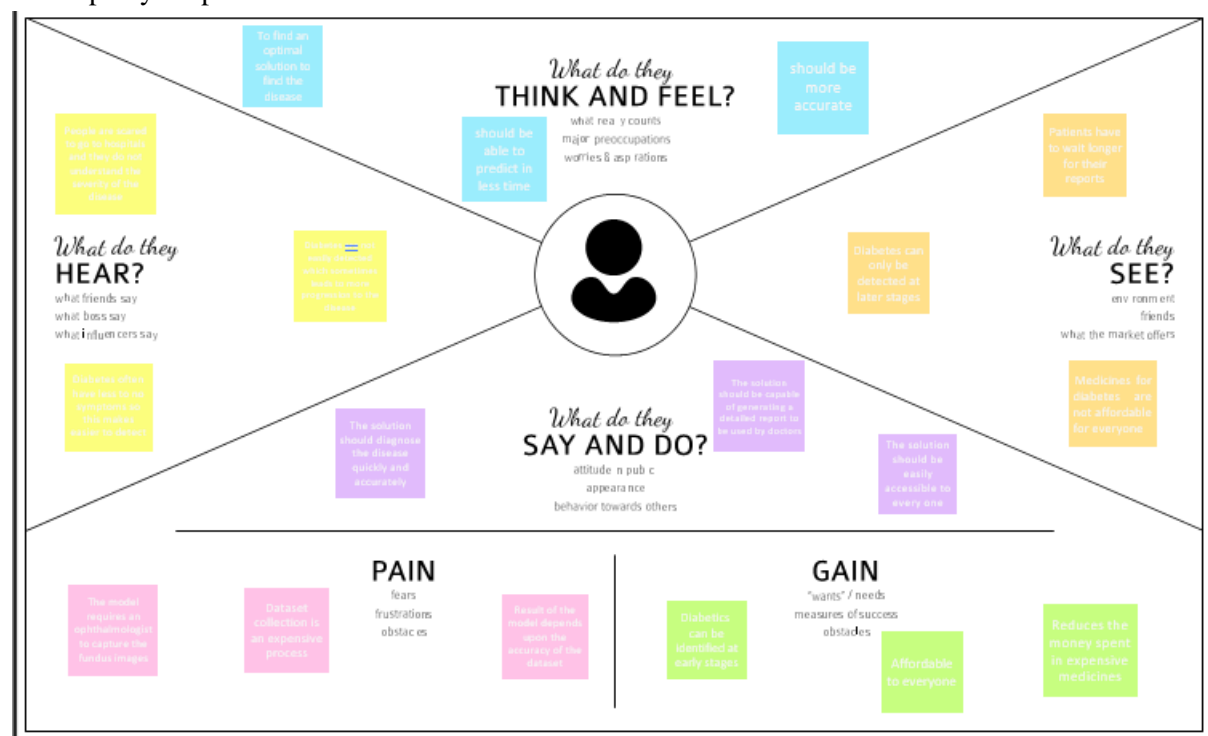 To find an
optimal
solution to
find the
disease
What do they
THINK AND FEEL?
what rea y counts
major preoccupations
worries & asp rations
should be
able to
predict in
less time
should be
more
accurate
What do they
HEAR?
what friends say
what boss say
what influencers say
Patients have
to wait longer
for their
reports
Diabetes can
only be
detected at
later stages
What do they
SEE?
env ron m ent
friends
what the market offers
Medicines for
diabetes are
not affordable
for everyone
The solution
should diagnose
the disease
quickly and
accurately
What do they
SAY AND DO?
attitude n pub c
appearance
behavior towards others
The solution
should be capable
of generating a
detailed report to
be used by doctors
The solution
should be
easily
accessible to
every one
PAIN
fears
frustrations
obstac es
The model
requires an
ophthalmologist
to capture the
fundus images
Dataset
collection is
an expensive
process
Result of the
model depends
upon the
accuracy of the
dataset
GAIN
"wants" / needs
measures of success
obstacles
Diabetics
can be
identified at
early stages
Affordable
to everyone
Reduces the
money spent
in expensive
medicines